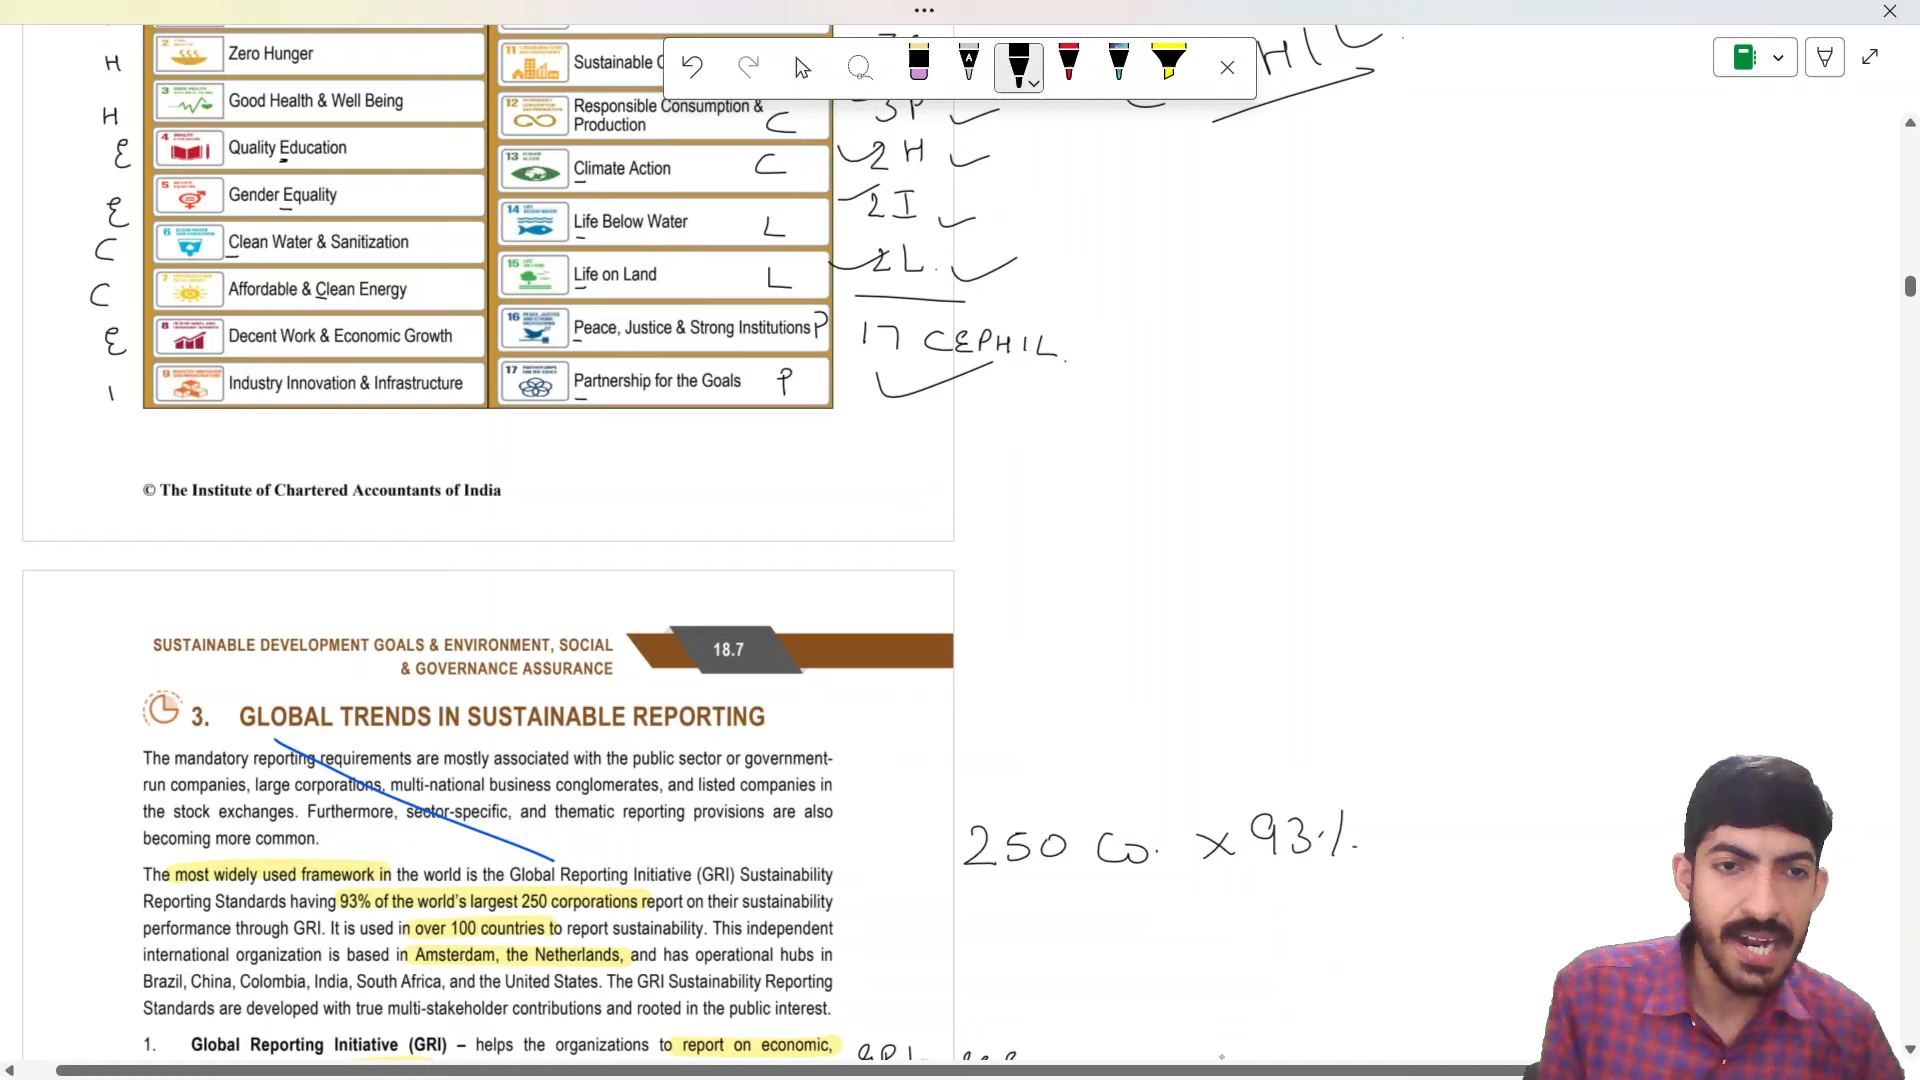 Zero Hunger
H
Good Health & Well Being
H
Quality Education
E
Gender Equality
E
Clean Water & Sanitization
C
Affordable & Clean Energy
C
Decent Work & Economic Growth
E
Industry Innovation & Infrastructure
I
Sustainable C
Responsible Consumption &
Production
C
Climate Action
C
Life Below Water
L
Life on Land
L
Peace, Justice & Strong Institutions P
Partnership for the Goals
P
3P
2H
2I
2L
17 CEPHIL.
© The Institute of Chartered Accountants of India
SUSTAINABLE DEVELOPMENT GOALS & ENVIRONMENT, SOCIAL
& GOVERNANCE ASSURANCE
18.7
3. GLOBAL TRENDS IN SUSTAINABLE REPORTING
The mandatory reporting requirements are mostly associated with the public sector or government-
run companies, large corporations, multi-national business conglomerates, and listed companies in
the stock exchanges. Furthermore, sector-specific, and thematic reporting provisions are also
becoming more common.
The most widely used framework in the world is the Global Reporting Initiative (GRI) Sustainability
Reporting Standards having 93% of the world's largest 250 corporations report on their sustainability
performance through GRI. It is used in over 100 countries to report sustainability. This independent
international organization is based in Amsterdam, the Netherlands, and has operational hubs in
Brazil, China, Colombia, India, South Africa, and the United States. The GRI Sustainability Reporting
Standards are developed with true multi-stakeholder contributions and rooted in the public interest.
250 Co. x 93%.
1. Global Reporting Initiative (GRI) – helps the organizations to report on economic,